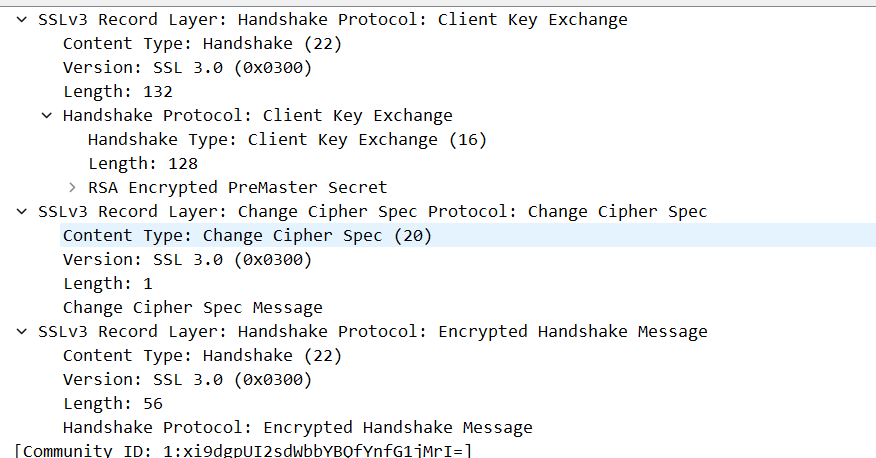 SSLv3 Record Layer: Handshake Protocol: Client Key Exchange
Content Type: Handshake (22)
Version: SSL 3.0 (0x0300)
Length: 132
Handshake Protocol: Client Key Exchange
Handshake Type: Client Key Exchange (16)
Length: 128
RSA Encrypted PreMaster Secret
SSLv3 Record Layer: Change Cipher Spec Protocol: Change Cipher Spec
Content Type: Change Cipher Spec (20)
Version: SSL 3.0 (0x0300)
Length: 1
Change Cipher Spec Message
SSLv3 Record Layer: Handshake Protocol: Encrypted Handshake Message
Content Type: Handshake (22)
Version: SSL 3.0 (0x0300)
Length: 56
Handshake Protocol: Encrypted Handshake Message
[Community ID: